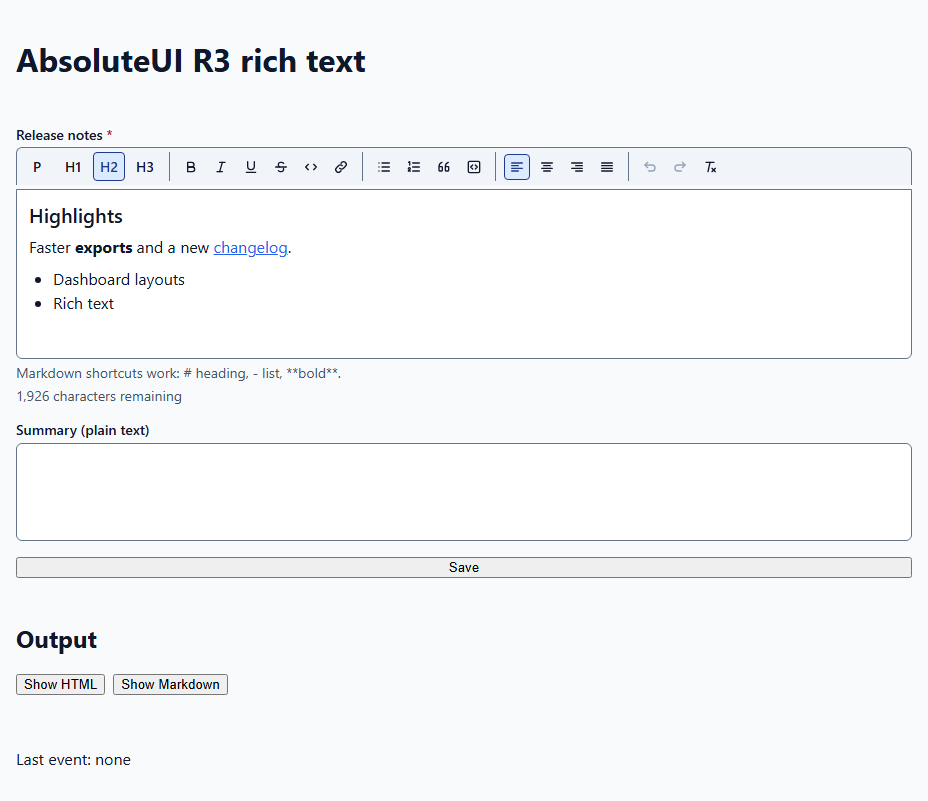 AbsoluteUI R3 rich text
Release notes *
P H1 H2 H3 B I U S
Highlights
Faster exports and a new changelog.
Dashboard layouts
Rich text
Markdown shortcuts work: # heading, - list, **bold**.
1,926 characters remaining
Summary (plain text)
Save
Output
Show HTML Show Markdown
Last event: none